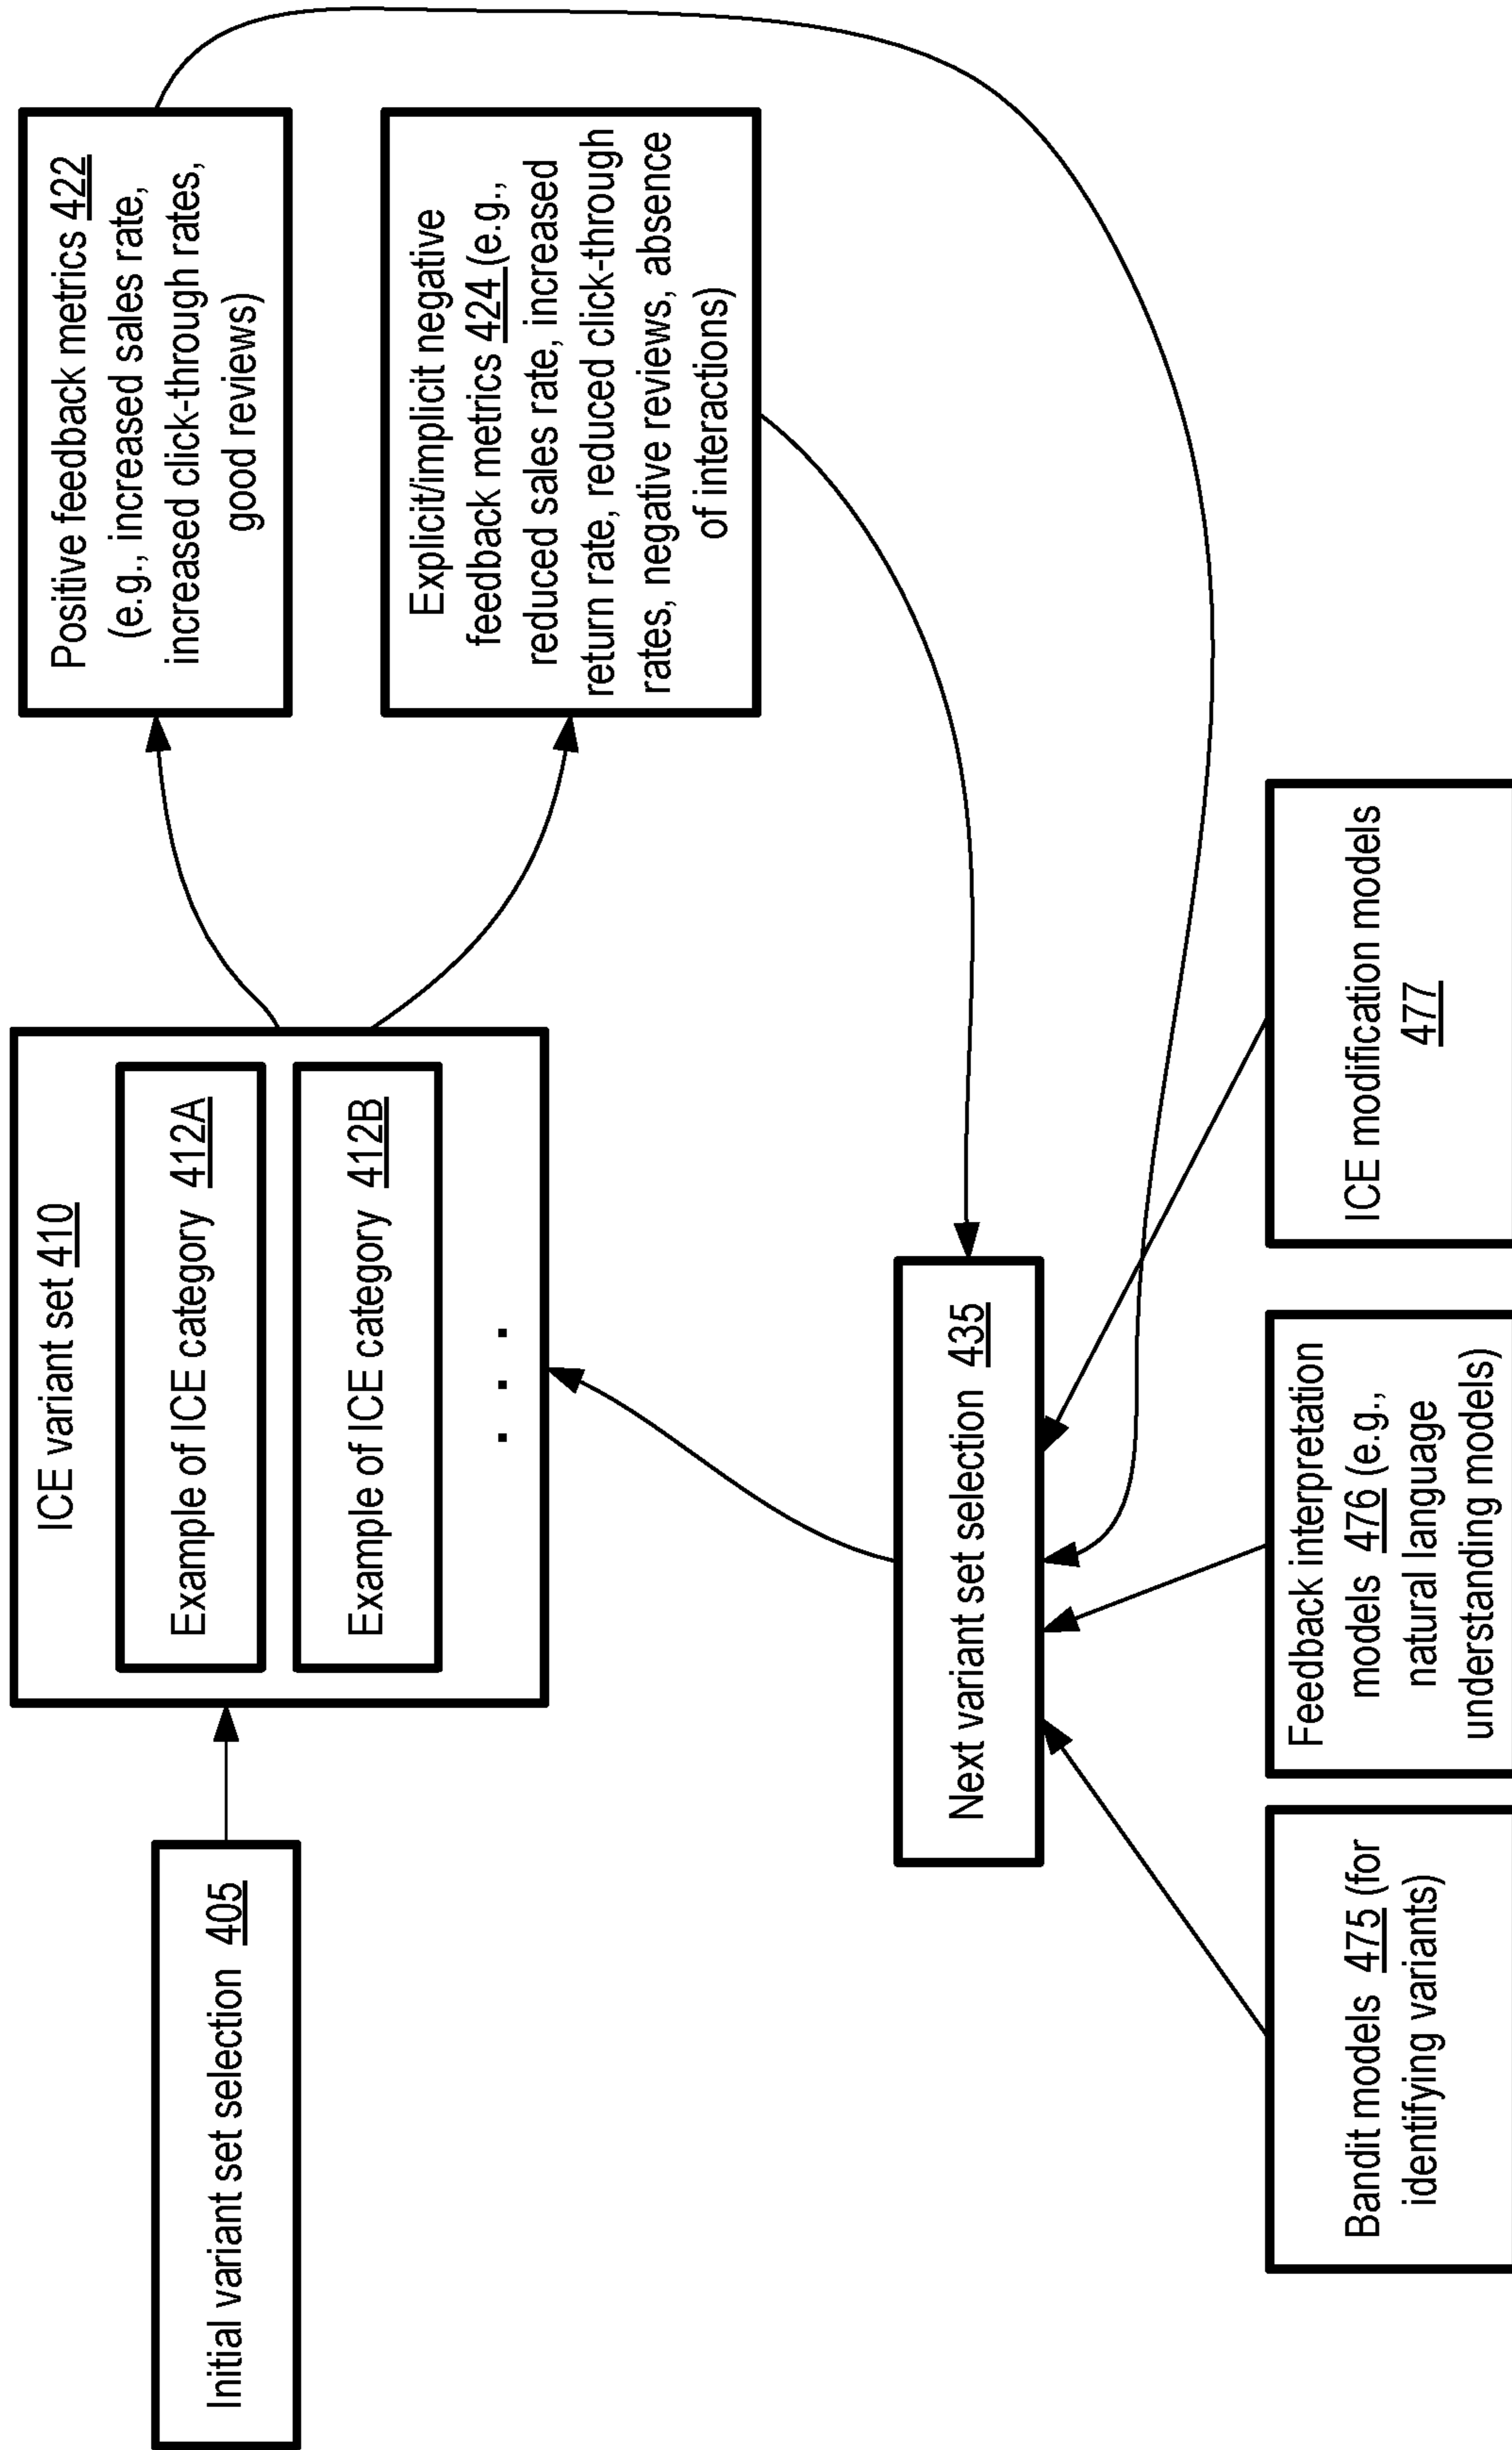 Initial variant set selection 405
ICE variant set 410
Example of ICE category 412A
Example of ICE category 412B
. . .
Positive feedback metrics 422
(e.g., increased sales rate,
increased click-through rates,
good reviews)
Explicit/implicit negative
feedback metrics 424 (e.g.,
reduced sales rate, increased
return rate, reduced click-through
rates, negative reviews, absence
of interactions)
Next variant set selection 435
Bandit models 475 (for
identifying variants)
Feedback interpretation
models 476 (e.g.,
natural language
understanding models)
ICE modification models
477